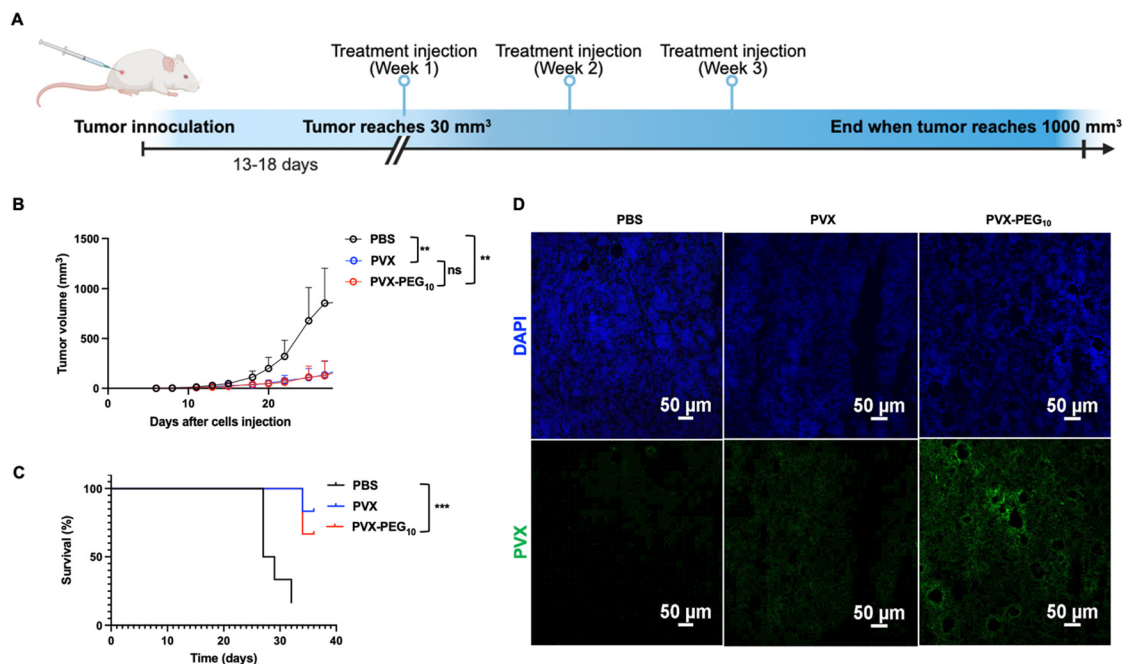 A
Treatment injection
(Week 1)
Treatment injection
(Week 2)
Treatment injection
(Week 3)
Tumor innoculation
Tumor reaches 30 mm³
End when tumor reaches 1000 mm³
13-18 days
B
Tumor volume (mm³)
1500
1000
500
0
0
10
20
Days after cells injection
PBS
PVX
PVX-PEG₁₀
**
ns
**
C
Survival (%)
100
50
0
0
10
20
30
40
Time (days)
PBS
PVX
PVX-PEG₁₀
***
D
PBS
PVX
PVX-PEG₁₀
DAPI
50 µm
50 µm
50 µm
PVX
50 µm
50 µm
50 µm